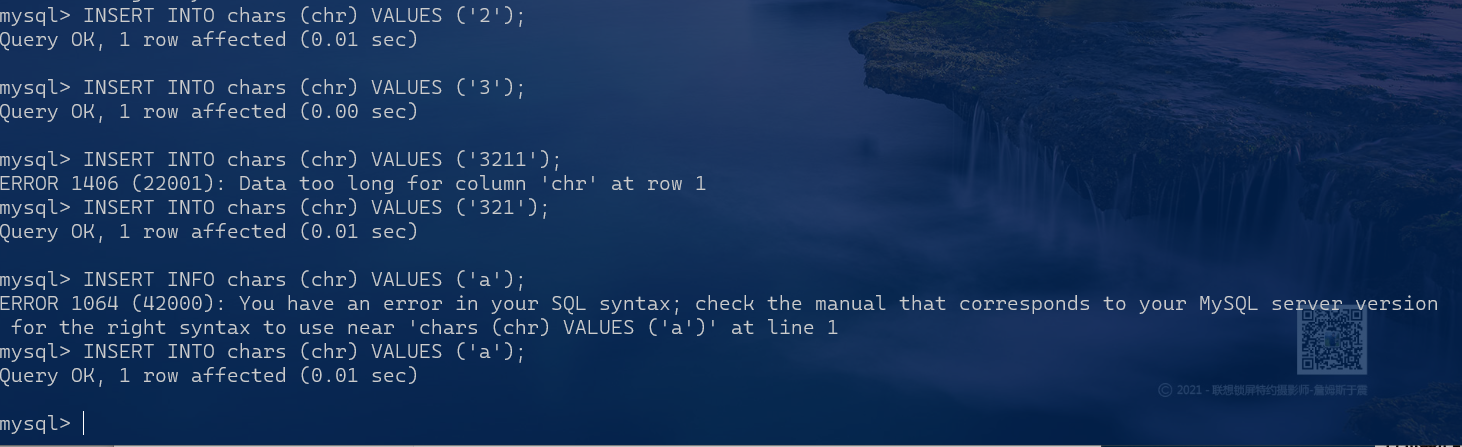 mysql> INSERT INTO chars (chr) VALUES ('2');
Query OK, 1 row affected (0.01 sec)
mysql> INSERT INTO chars (chr) VALUES ('3');
Query OK, 1 row affected (0.00 sec)
mysql> INSERT INTO chars (chr) VALUES ('3211');
ERROR 1406 (22001): Data too long for column 'chr' at row 1
mysql> INSERT INTO chars (chr) VALUES ('321');
Query OK, 1 row affected (0.01 sec)
mysql> INSERT INFO chars (chr) VALUES ('a');
ERROR 1064 (42000): You have an error in your SQL syntax; check the manual that corresponds to your MySQL server version
for the right syntax to use near 'chars (chr) VALUES ('a')' at line 1
mysql> INSERT INTO chars (chr) VALUES ('a');
Query OK, 1 row affected (0.01 sec)
© 2021 - 联想锁屏特约摄影师-詹姆斯于震
mysql>